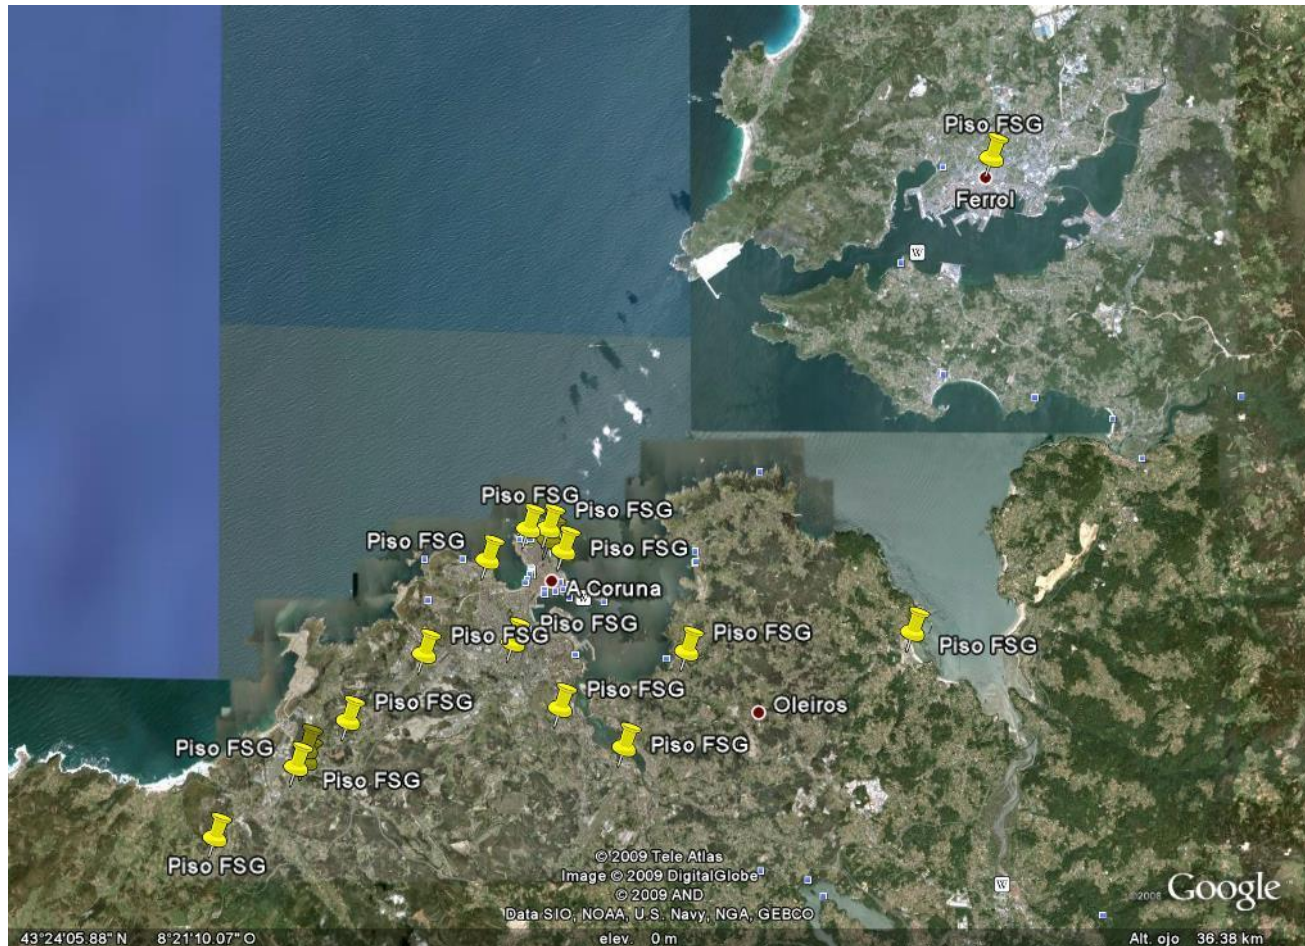 Piso FSG
Ferrol
W
Piso FSG
Piso FSG
Piso FSG
Piso FSG
A Coruna
W
Piso FSG
Piso FSG
Piso FSG
Piso FSG
Piso FSG
Piso FSG
Oleiros
Piso FSG
Piso FSG
Piso FSG
Piso FSG
W
© 2009 Tele Atlas
Image © 2009 DigitalGlobe
© 2009 AND
Data SIO, NOAA, U.S. Navy, NGA, GEBCO
©2008 Google
43°24'05.88" N 8°21'10.07" O elev. 0 m Alt. ojo 36.38 km